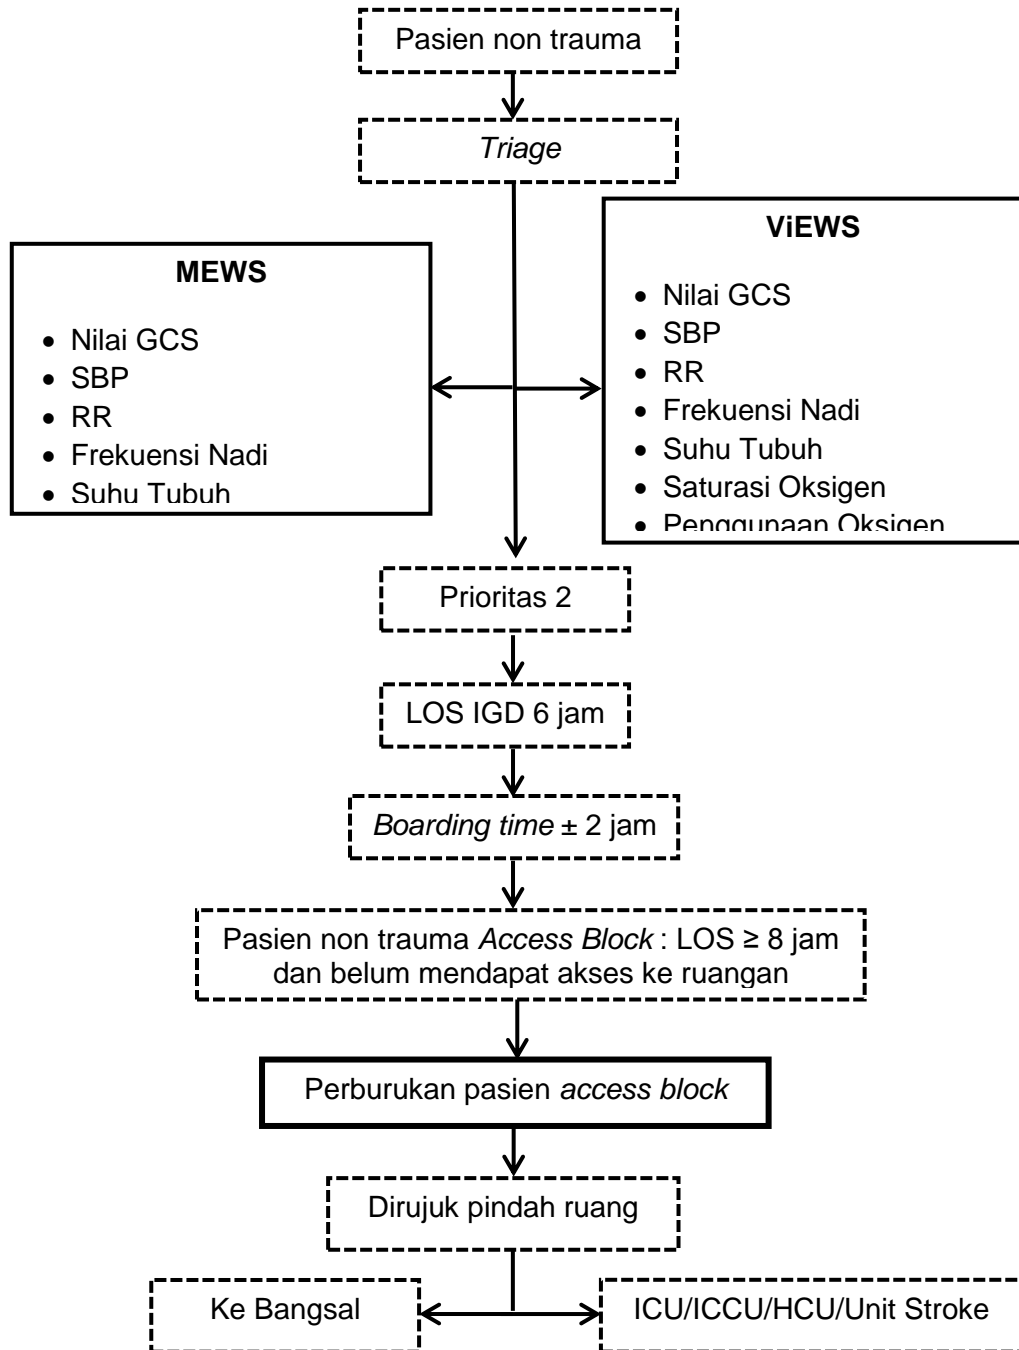 Pasien non trauma
Triage
MEWS
• Nilai GCS
• SBP
• RR
• Frekuensi Nadi
• Suhu Tubuh
ViEWS
• Nilai GCS
• SBP
• RR
• Frekuensi Nadi
• Suhu Tubuh
• Saturasi Oksigen
• Penggunaan Oksigen
Prioritas 2
LOS IGD 6 jam
Boarding time ± 2 jam
Pasien non trauma Access Block : LOS ≥ 8 jam
dan belum mendapat akses ke ruangan
Perburukan pasien access block
Dirujuk pindah ruang
Ke Bangsal
ICU/ICCU/HCU/Unit Stroke